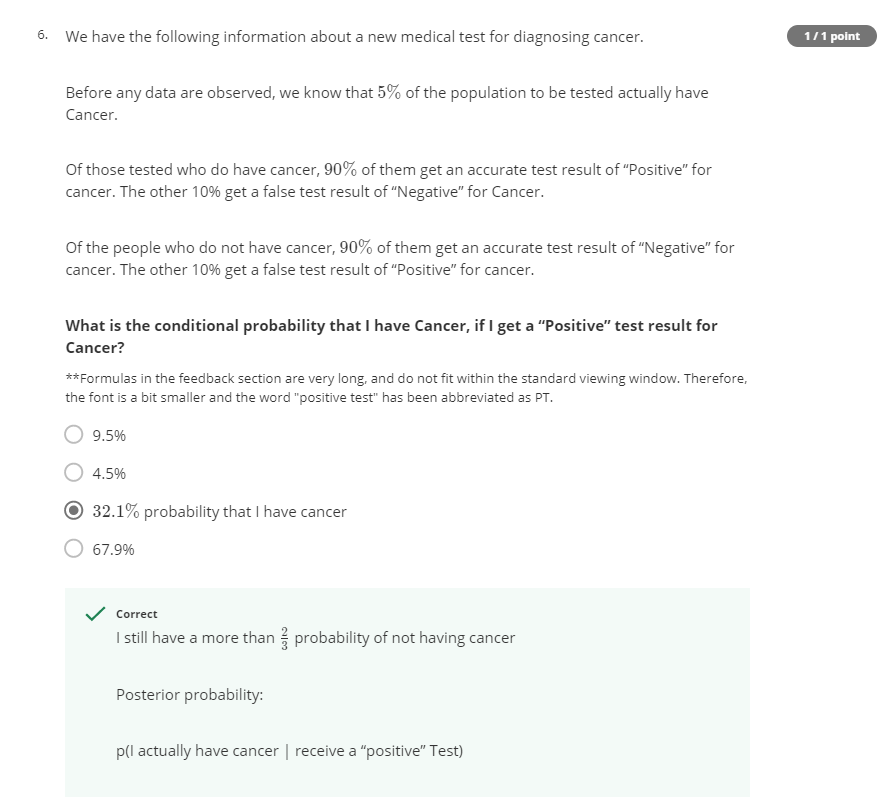 6. We have the following information about a new medical test for diagnosing cancer.
1 / 1 point
Before any data are observed, we know that 5% of the population to be tested actually have
Cancer.
Of those tested who do have cancer, 90% of them get an accurate test result of "Positive" for
cancer. The other 10% get a false test result of "Negative" for Cancer.
Of the people who do not have cancer, 90% of them get an accurate test result of "Negative" for
cancer. The other 10% get a false test result of "Positive" for cancer.
What is the conditional probability that I have Cancer, if I get a "Positive" test result for
Cancer?
**Formulas in the feedback section are very long, and do not fit within the standard viewing window. Therefore,
the font is a bit smaller and the word "positive test" has been abbreviated as PT.
9.5%
4.5%
32.1% probability that I have cancer
67.9%
Correct
I still have a more than 2/3 probability of not having cancer
Posterior probability:
p(I actually have cancer | receive a "positive" Test)